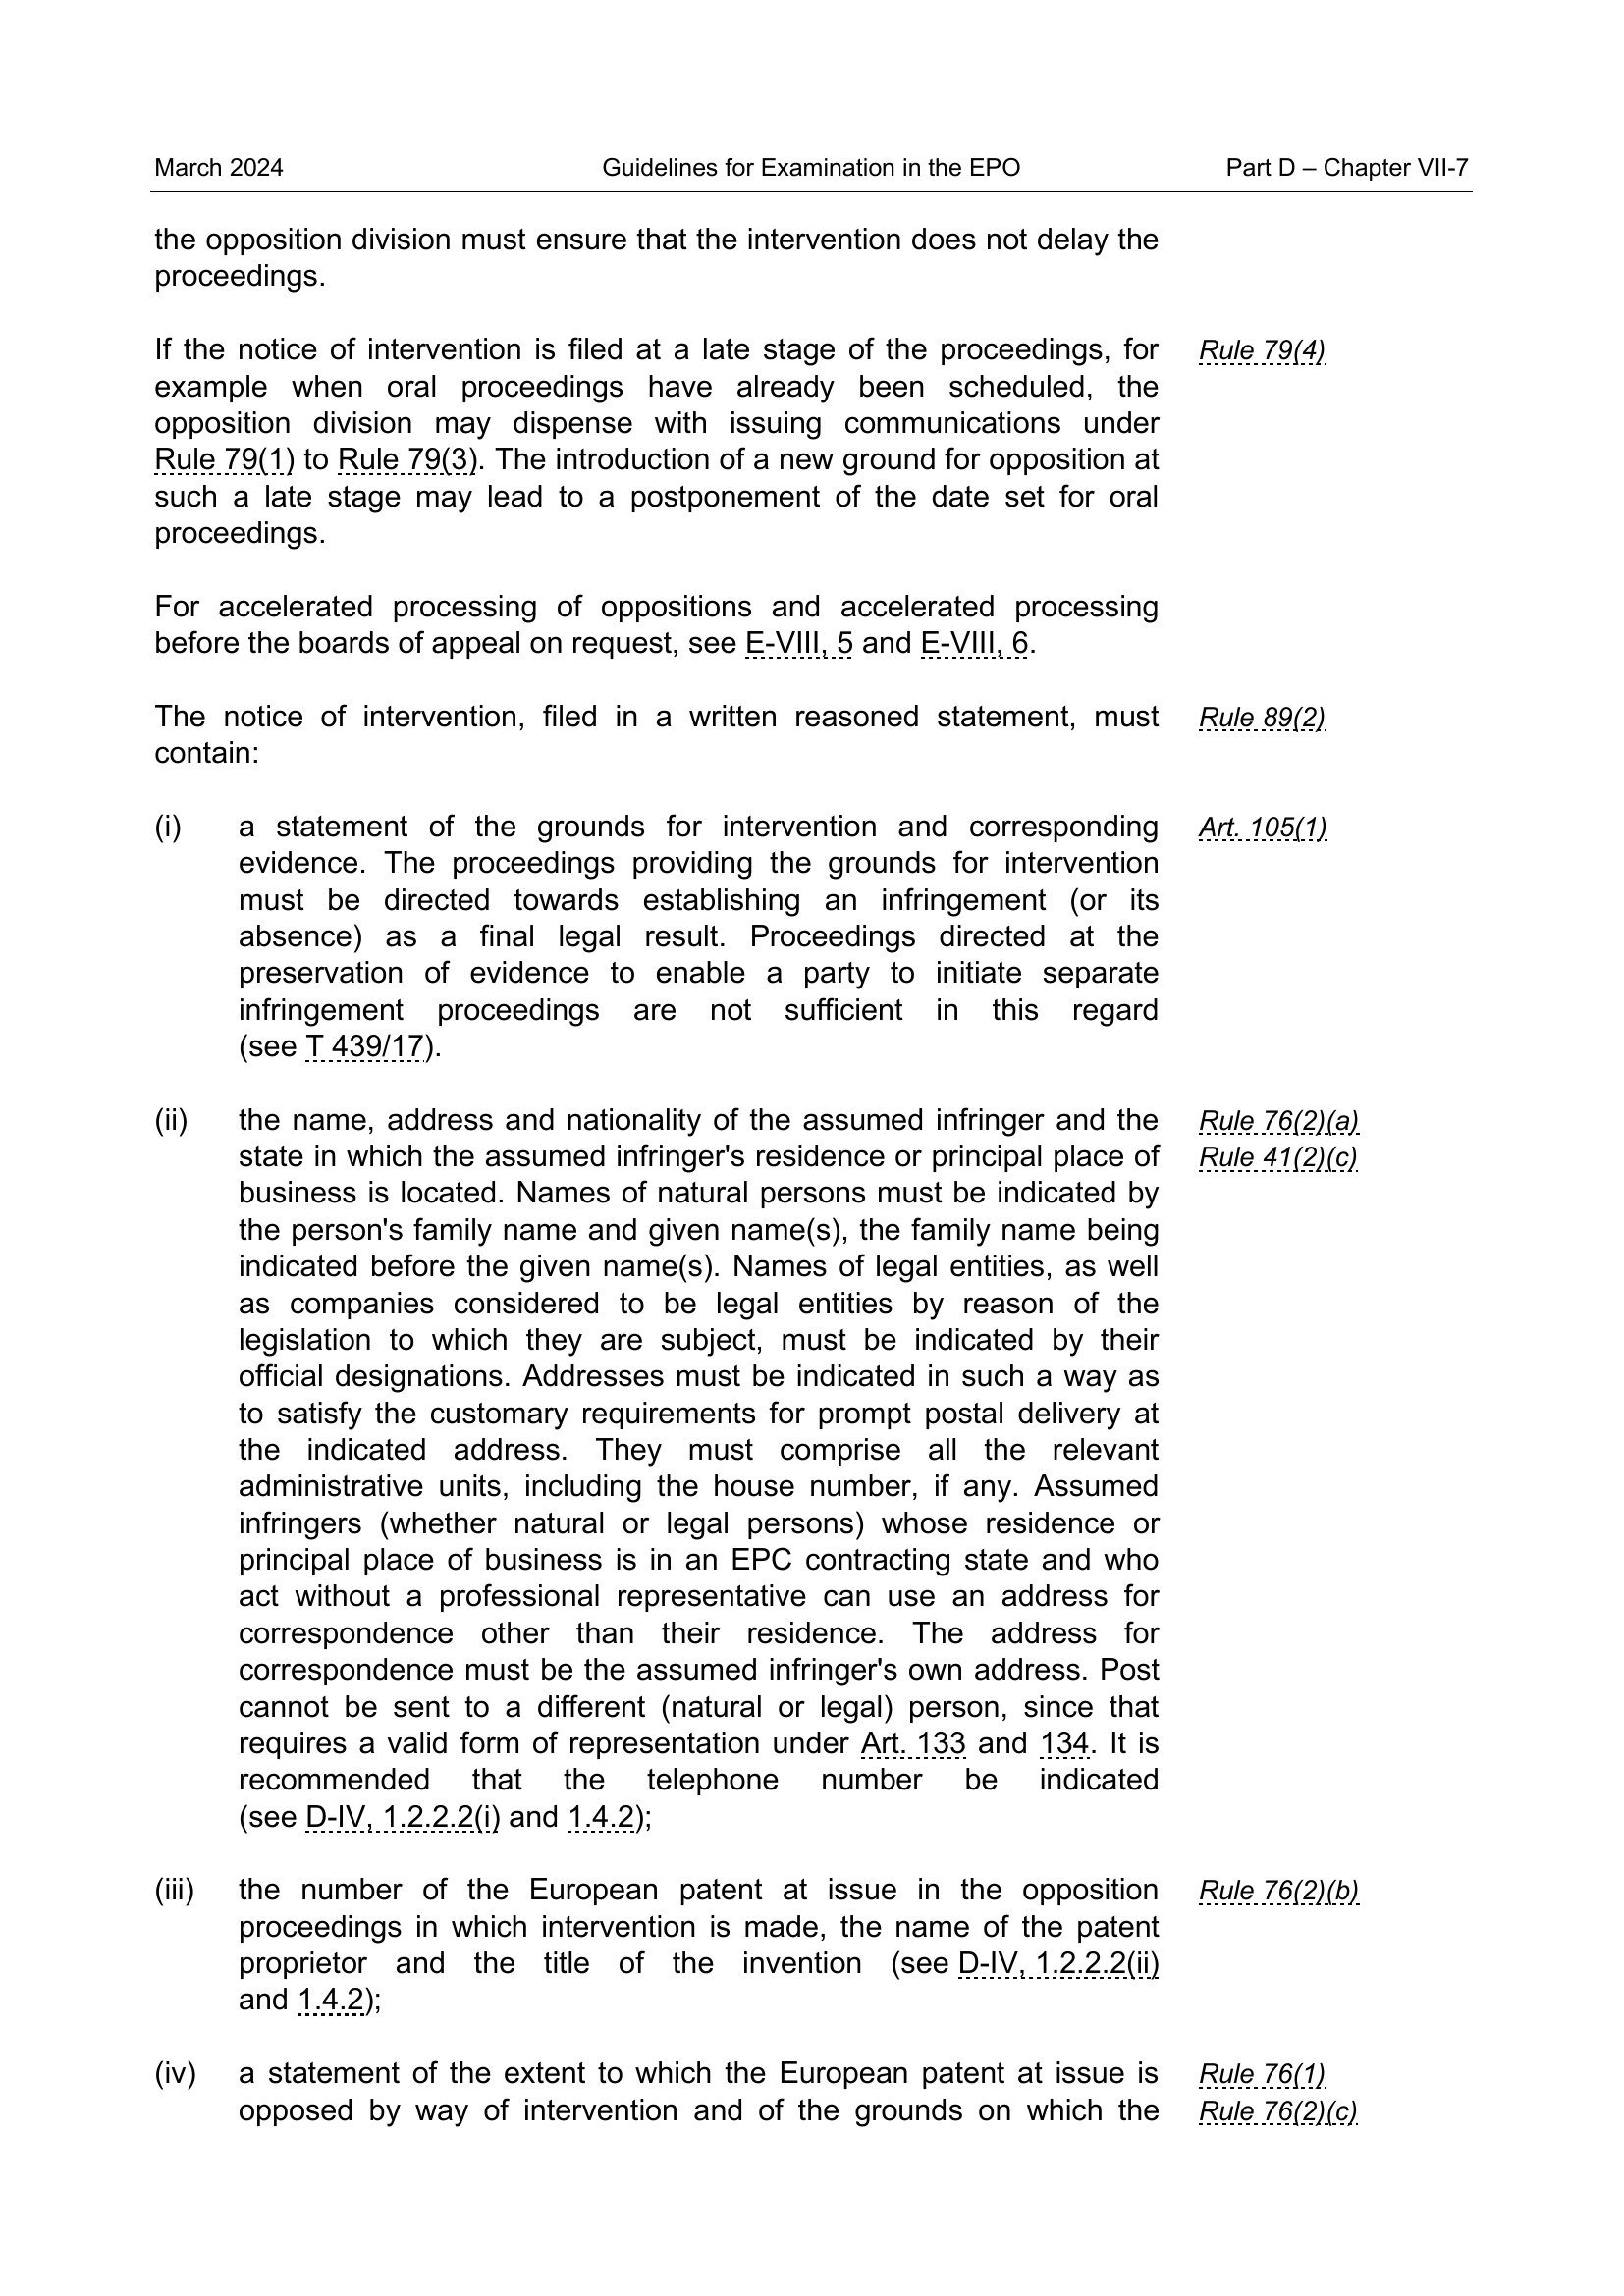 March 2024 Guidelines for Examination in the EPO Part D – Chapter VII-7
the opposition division must ensure that the intervention does not delay the
proceedings.
If the notice of intervention is filed at a late stage of the proceedings, for Rule 79(4)
example when oral proceedings have already been scheduled, the
opposition division may dispense with issuing communications under
Rule 79(1) to Rule 79(3). The introduction of a new ground for opposition at
such a late stage may lead to a postponement of the date set for oral
proceedings.
For accelerated processing of oppositions and accelerated processing
before the boards of appeal on request, see E-VIII, 5 and E-VIII, 6.
The notice of intervention, filed in a written reasoned statement, must Rule 89(2)
contain:
(i) a statement of the grounds for intervention and corresponding Art. 105(1)
evidence. The proceedings providing the grounds for intervention
must be directed towards establishing an infringement (or its
absence) as a final legal result. Proceedings directed at the
preservation of evidence to enable a party to initiate separate
infringement proceedings are not sufficient in this regard
(see T 439/17).
(ii) the name, address and nationality of the assumed infringer and the Rule 76(2)(a)
state in which the assumed infringer's residence or principal place of Rule 41(2)(c)
business is located. Names of natural persons must be indicated by
the person's family name and given name(s), the family name being
indicated before the given name(s). Names of legal entities, as well
as companies considered to be legal entities by reason of the
legislation to which they are subject, must be indicated by their
official designations. Addresses must be indicated in such a way as
to satisfy the customary requirements for prompt postal delivery at
the indicated address. They must comprise all the relevant
administrative units, including the house number, if any. Assumed
infringers (whether natural or legal persons) whose residence or
principal place of business is in an EPC contracting state and who
act without a professional representative can use an address for
correspondence other than their residence. The address for
correspondence must be the assumed infringer's own address. Post
cannot be sent to a different (natural or legal) person, since that
requires a valid form of representation under Art. 133 and 134. It is
recommended that the telephone number be indicated
(see D-IV, 1.2.2.2(i) and 1.4.2);
(iii) the number of the European patent at issue in the opposition Rule 76(2)(b)
proceedings in which intervention is made, the name of the patent
proprietor and the title of the invention (see D-IV, 1.2.2.2(ii)
and 1.4.2);
(iv) a statement of the extent to which the European patent at issue is Rule 76(1)
opposed by way of intervention and of the grounds on which the Rule 76(2)(c)